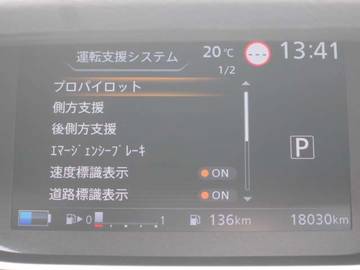 運転支援システム 20℃ 13:41
1/2
プロパイロット
側方支援
後側方支援
ｴﾏｰｼﾞｪﾝｼｰﾌﾞﾚｰｷ
P
速度標識表示 ON
道路標識表示 ON
0 1 136km 18030km